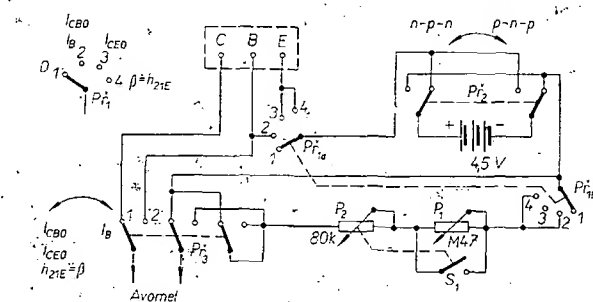 I_CBO
I_B
I_CEO
2
3
0 1
4 β=h21E
Př1
C B E
n-p-n p-n-p
Př2
+ -
4,5 V
3 4
2
1
Př1a
Př1b
4
3
2
1
1 2
I_B
Př3
I_CBO
I_CEO
h21E=β
P2
80k
P1
M47
S1
Avomet